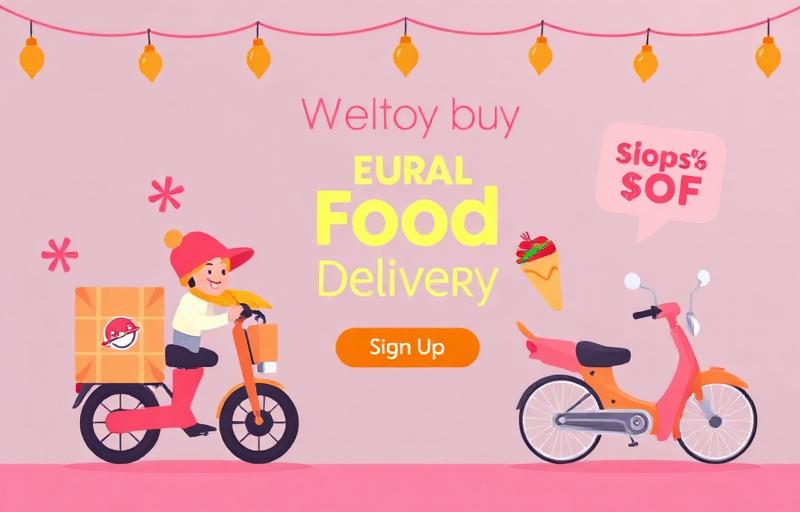 Weltoy buy
EURAL
Food
Delivery
Sign Up
Siops%
$OF